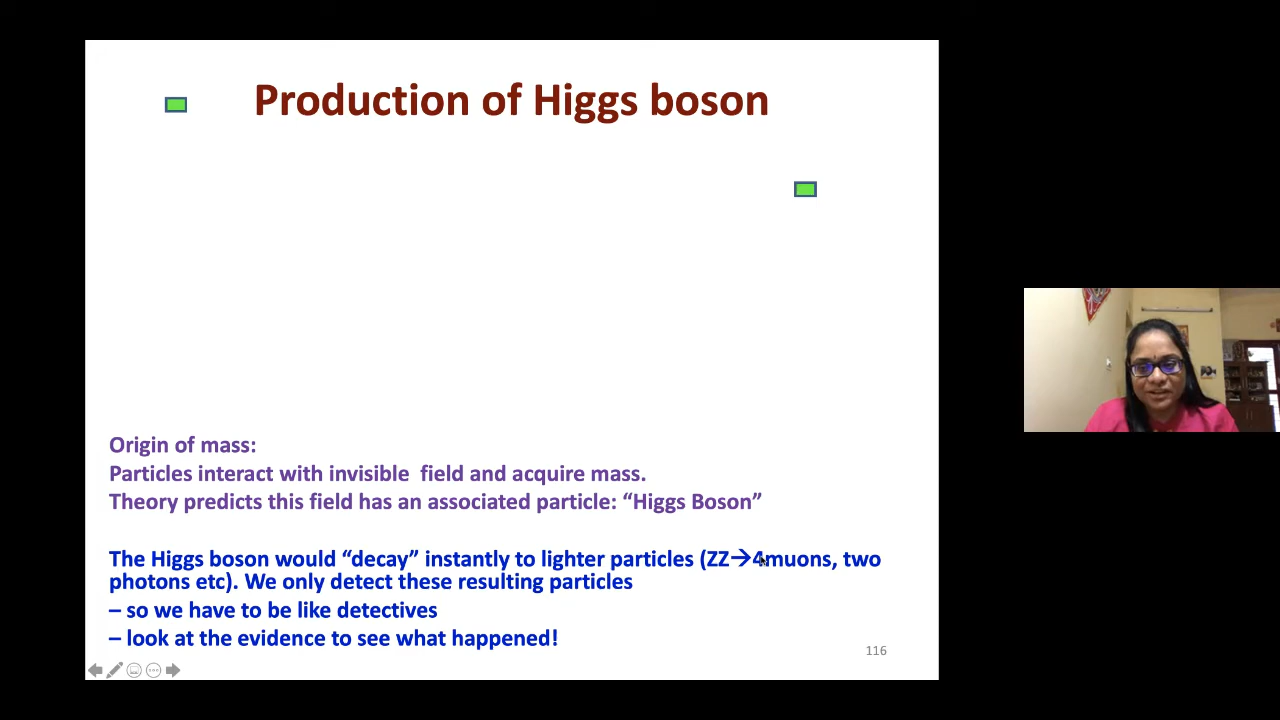 Production of Higgs boson
Origin of mass:
Particles interact with invisible field and acquire mass.
Theory predicts this field has an associated particle: “Higgs Boson”
The Higgs boson would “decay” instantly to lighter particles (ZZ→4muons, two
photons etc). We only detect these resulting particles
– so we have to be like detectives
– look at the evidence to see what happened!
116